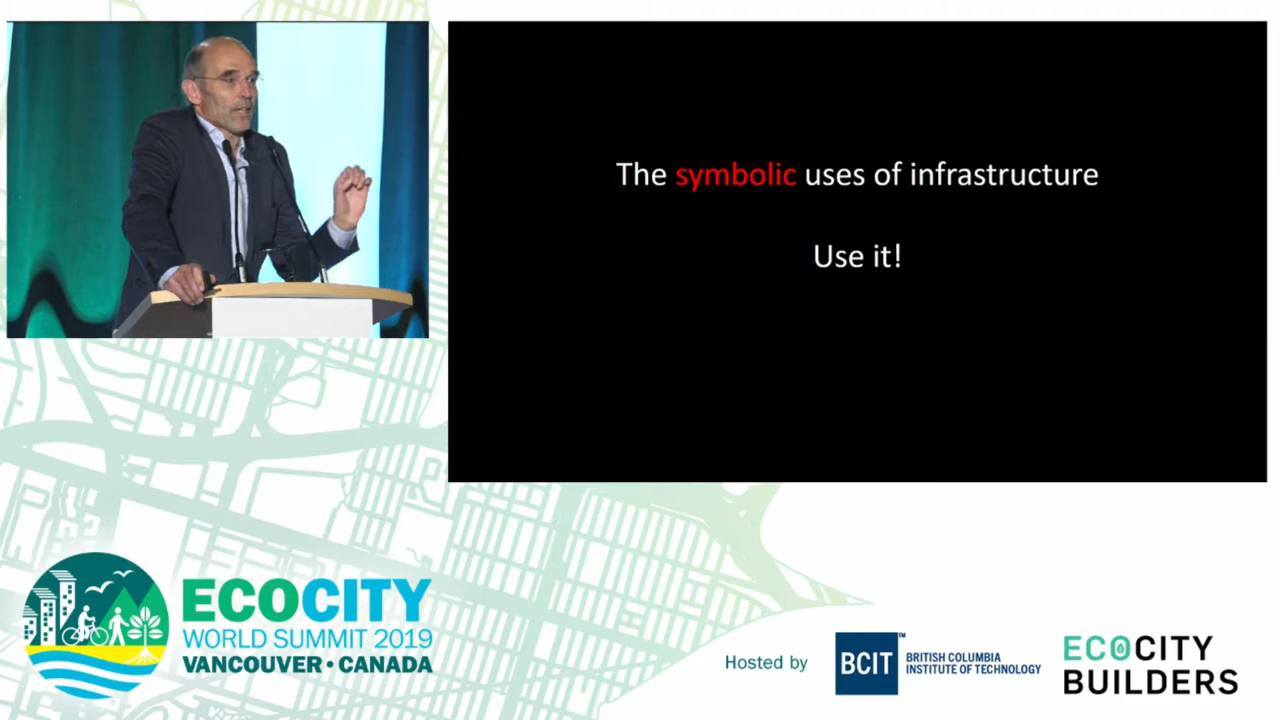 The symbolic uses of infrastructure
Use it!
ECOCITY
WORLD SUMMIT 2019
VANCOUVER • CANADA
Hosted by
BCIT™
BRITISH COLUMBIA
INSTITUTE OF TECHNOLOGY
ECOCITY
BUILDERS